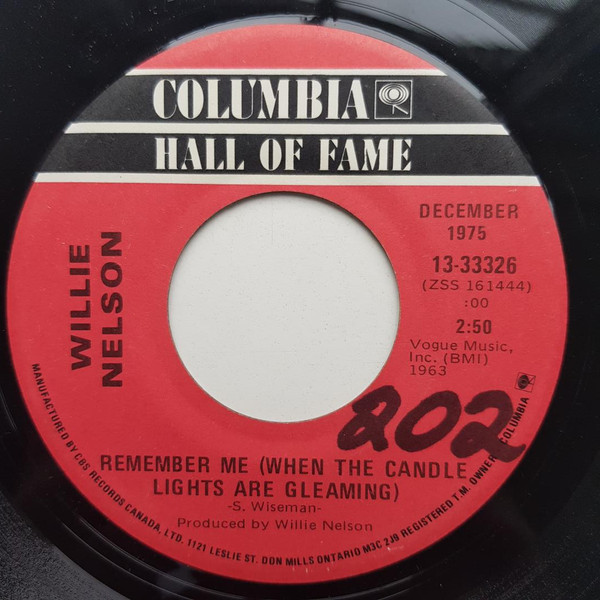 COLUMBIA
HALL OF FAME
WILLIE
NELSON
DECEMBER
1975
13-33326
(ZSS 161444)
:00
2:50
Vogue Music,
Inc. (BMI)
1963
202
REMEMBER ME (WHEN THE CANDLE
LIGHTS ARE GLEAMING)
-S. Wiseman-
Produced by Willie Nelson
MANUFACTURED BY CBS RECORDS CANADA, LTD. 1121 LESLIE ST. DON MILLS ONTARIO M3C 2J9 REGISTERED T.M. OWNER COLUMBIA